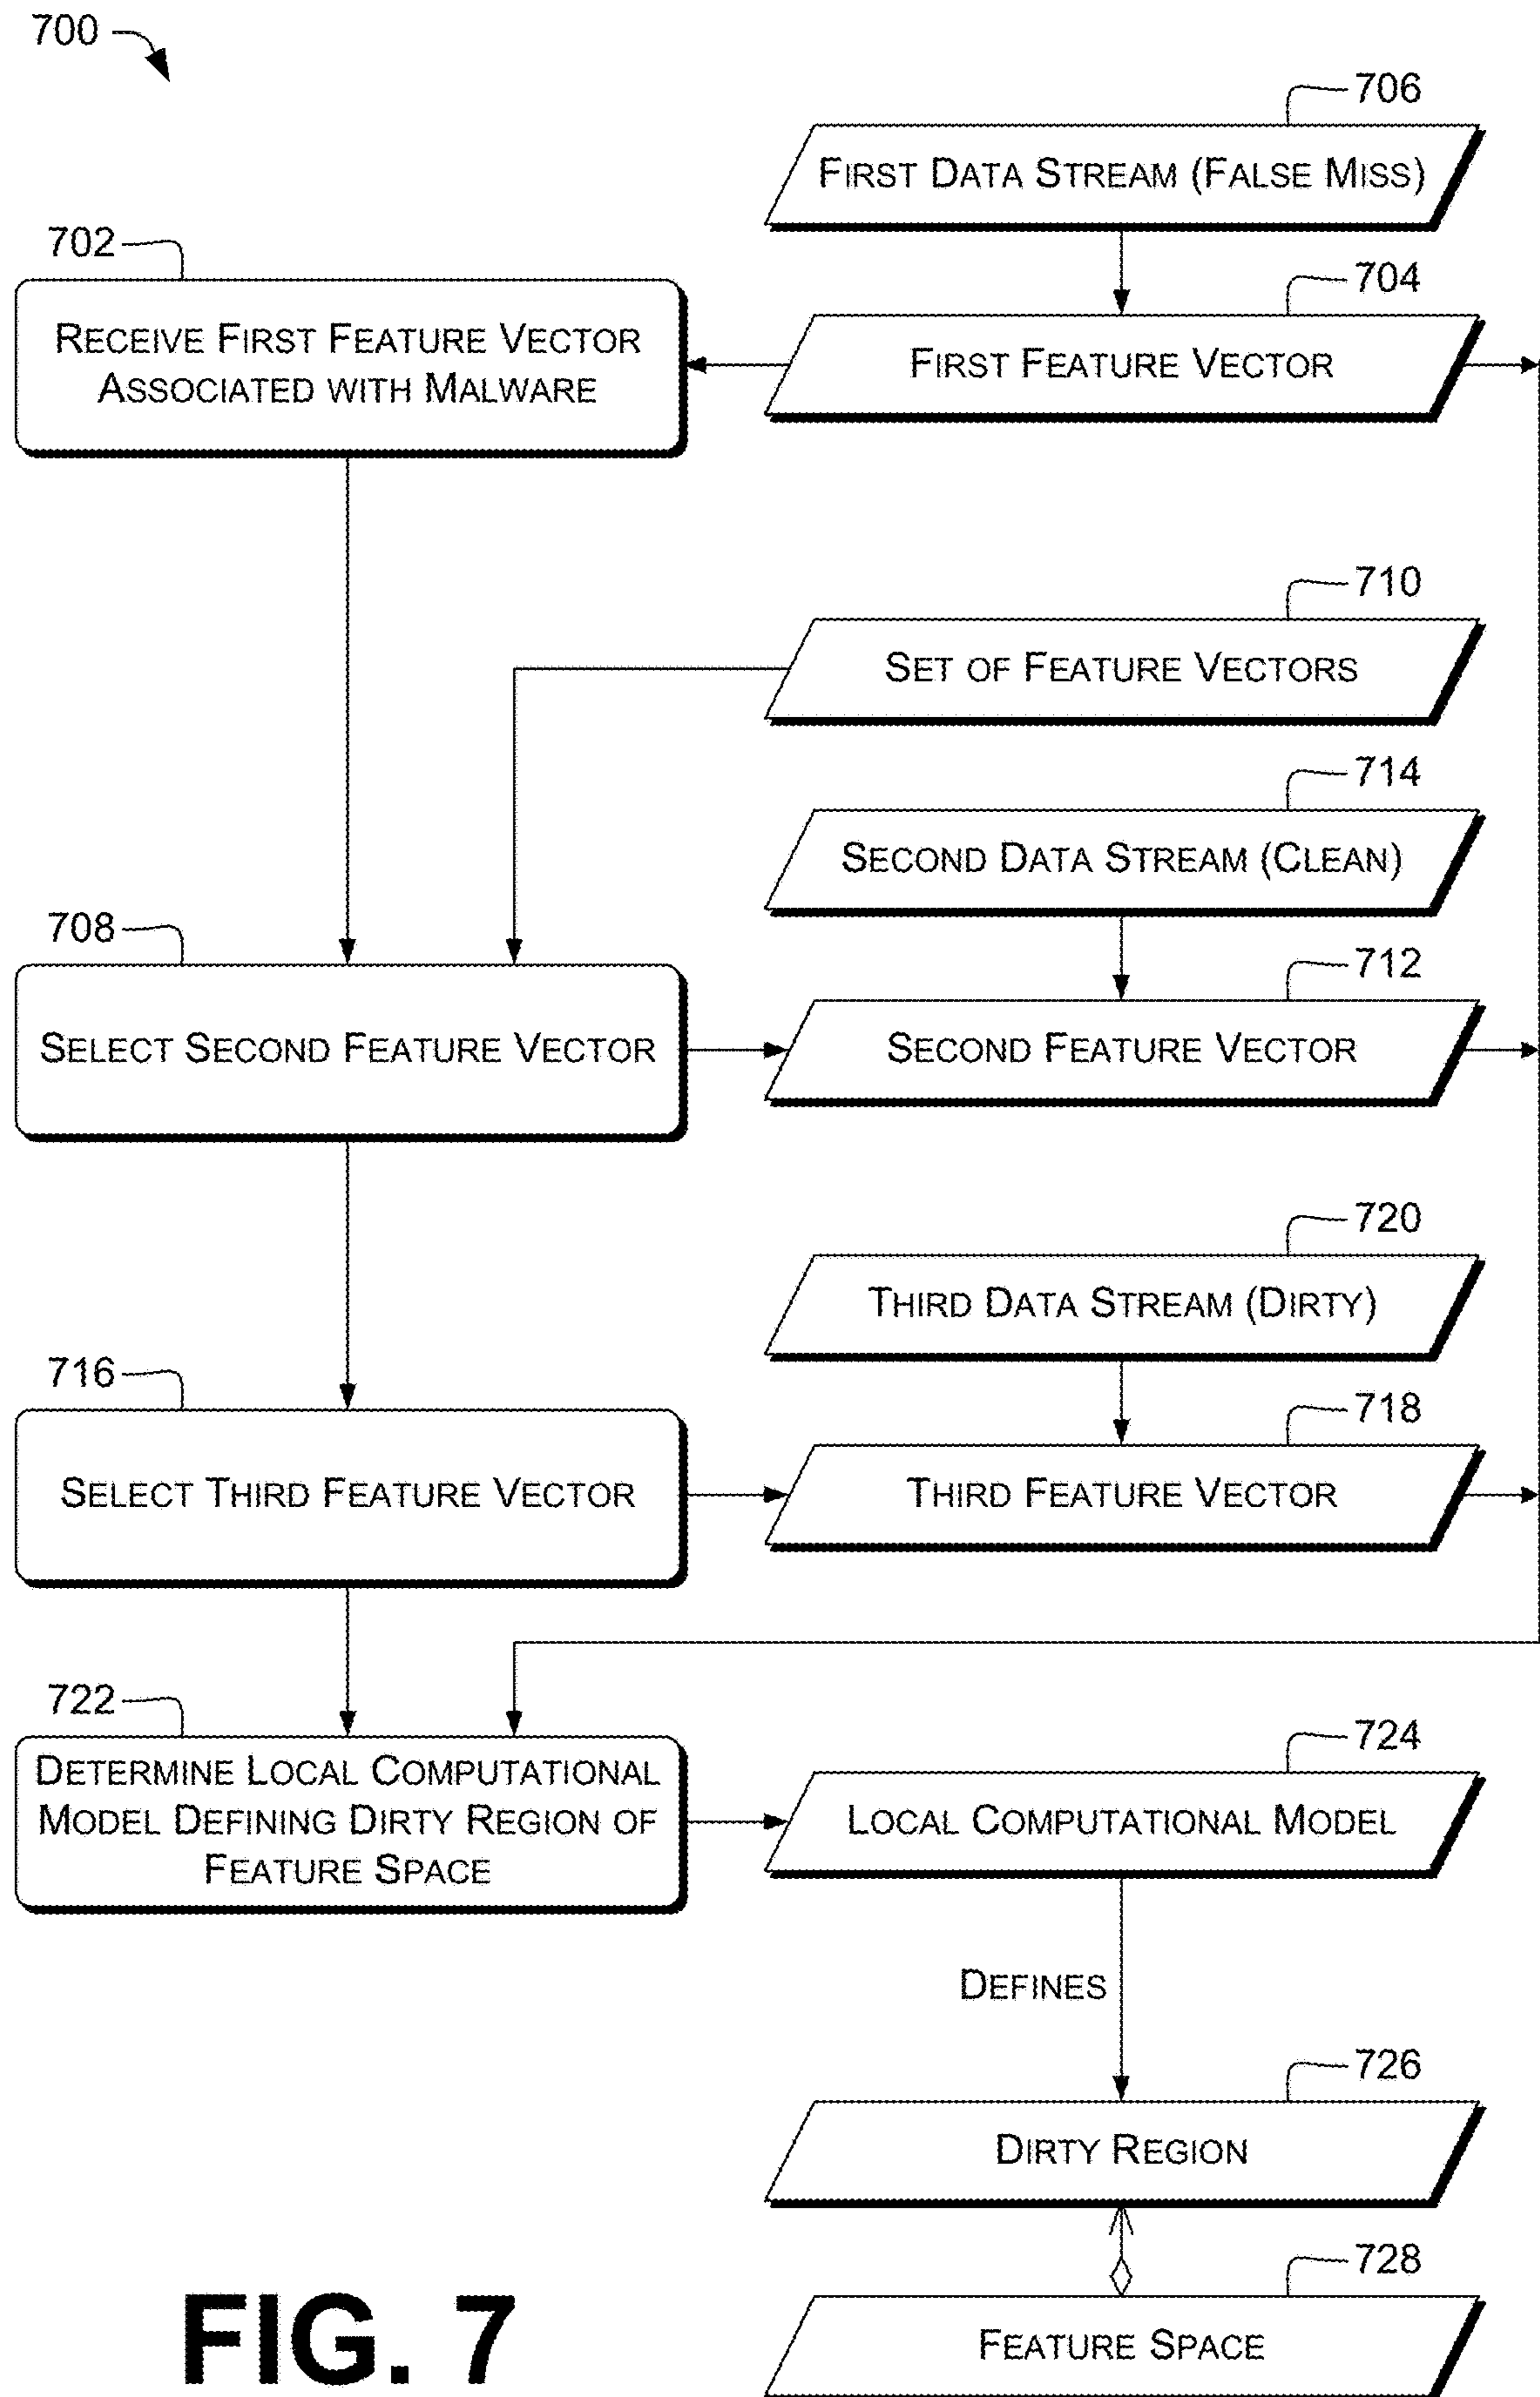 700
706
FIRST DATA STREAM (FALSE MISS)
702
704
RECEIVE FIRST FEATURE VECTOR
ASSOCIATED WITH MALWARE
FIRST FEATURE VECTOR
710
SET OF FEATURE VECTORS
714
SECOND DATA STREAM (CLEAN)
708
712
SELECT SECOND FEATURE VECTOR
SECOND FEATURE VECTOR
720
THIRD DATA STREAM (DIRTY)
716
718
SELECT THIRD FEATURE VECTOR
THIRD FEATURE VECTOR
722
724
DETERMINE LOCAL COMPUTATIONAL
MODEL DEFINING DIRTY REGION OF
FEATURE SPACE
LOCAL COMPUTATIONAL MODEL
DEFINES
726
DIRTY REGION
728
FEATURE SPACE
FIG. 7